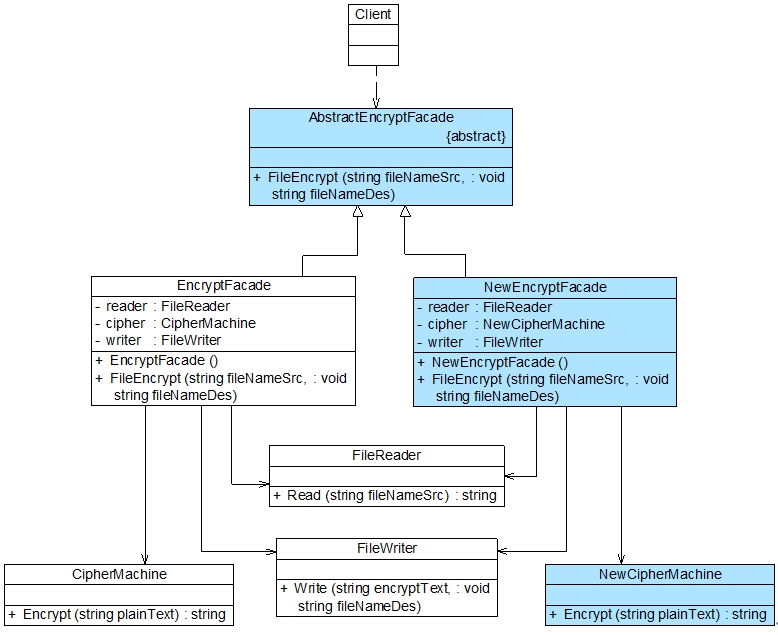 Client
AbstractEncryptFacade
{abstract}
+ FileEncrypt (string fileNameSrc, : void
string fileNameDes)
EncryptFacade
- reader : FileReader
- cipher : CipherMachine
- writer : FileWriter
+ EncryptFacade ()
+ FileEncrypt (string fileNameSrc, : void
string fileNameDes)
NewEncryptFacade
- reader : FileReader
- cipher : NewCipherMachine
- writer : FileWriter
+ NewEncryptFacade ()
+ FileEncrypt (string fileNameSrc, : void
string fileNameDes)
FileReader
+ Read (string fileNameSrc) : string
FileWriter
+ Write (string encryptText, : void
string fileNameDes)
CipherMachine
+ Encrypt (string plainText) : string
NewCipherMachine
+ Encrypt (string plainText) : string